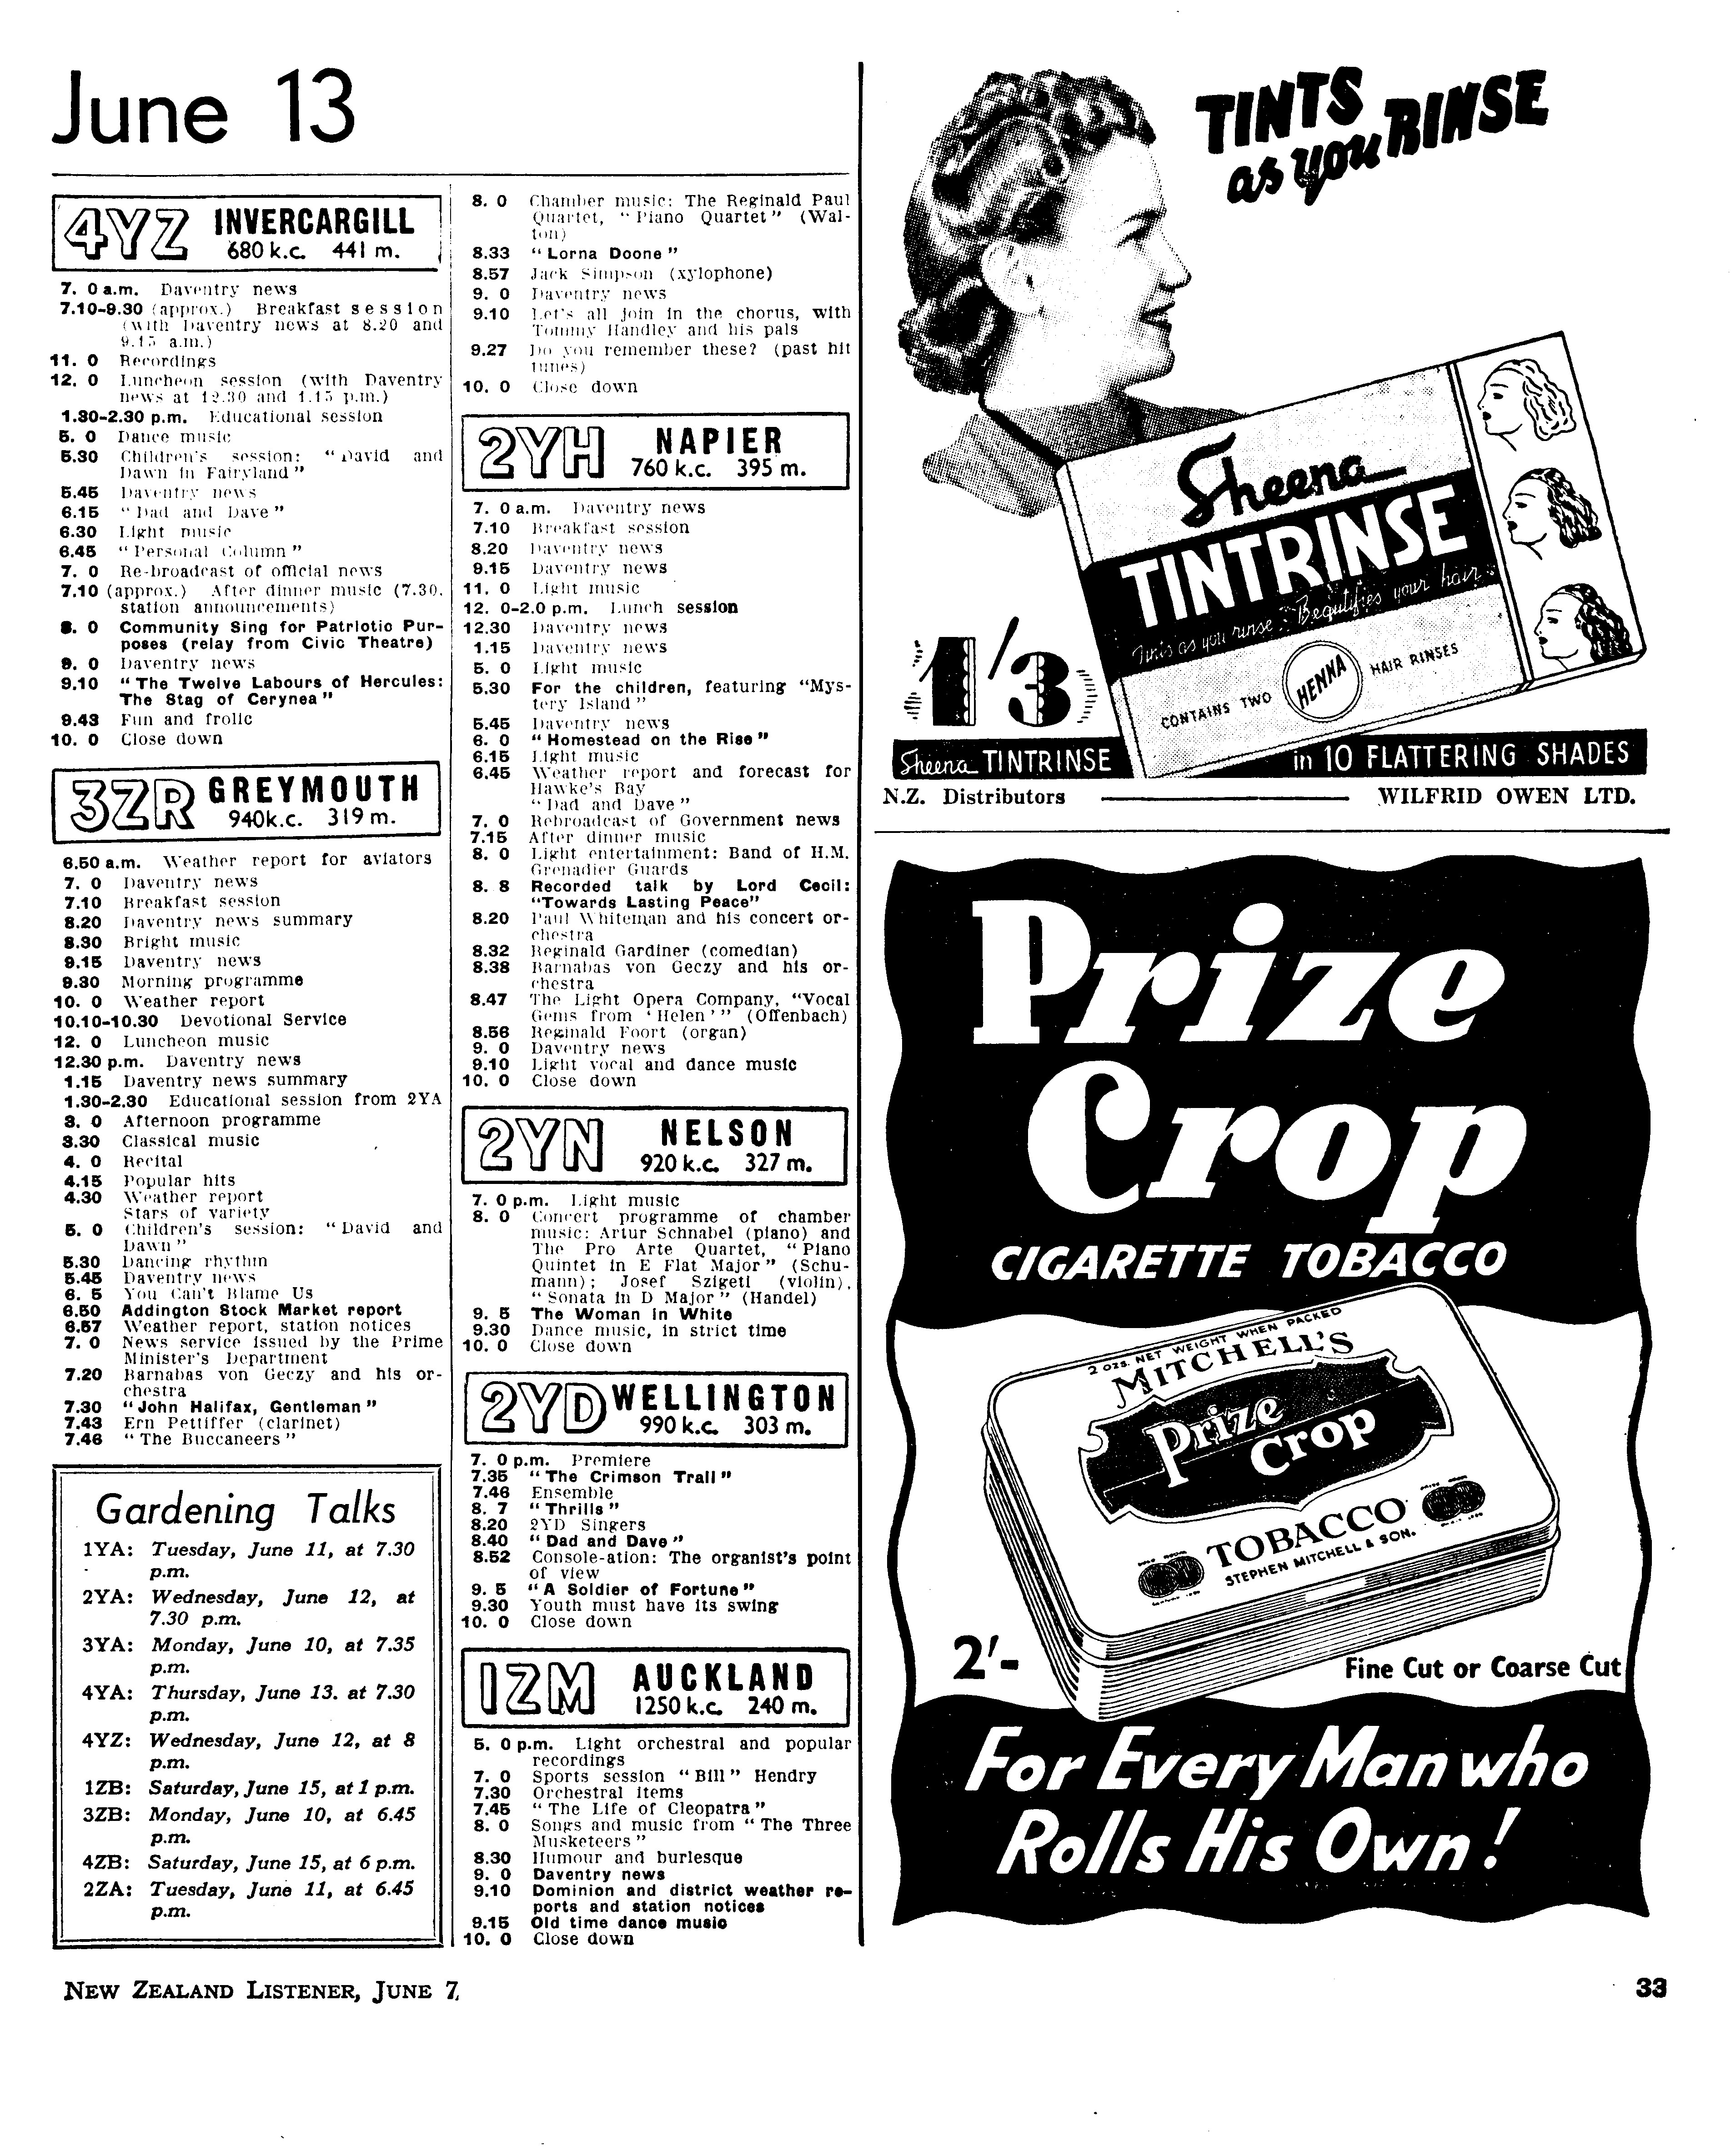 June 13
4YZ INVERCARGILL
680 k.c. 441 m.
7. 0 a.m. Daventry news
7.10-9.30 (approx.) Breakfast session
(with Daventry news at 8.20 and
9.15 a.m.)
11. 0 Recordings
12. 0 Luncheon session (with Daventry
news at 12.30 and 1.15 p.m.)
1.30-2.30 p.m. Educational session
5. 0 Dance music
5.30 Children's session: "David and
Dawn in Fairyland"
5.45 Daventry news
6.15 "Dad and Dave"
6.30 Light music
6.45 "Personal Column"
7. 0 Re-broadcast of official news
7.10 (approx.) After dinner music (7.30,
station announcements)
8. 0 Community Sing for Patriotic Pur-
poses (relay from Civic Theatre)
9. 0 Daventry news
9.10 "The Twelve Labours of Hercules:
The Stag of Cerynea"
9.43 Fun and frolic
10. 0 Close down
3ZR GREYMOUTH
940k.c. 319 m.
6.50 a.m. Weather report for aviators
7. 0 Daventry news
7.10 Breakfast session
8.20 Daventry news summary
8.30 Bright music
9.15 Daventry news
9.30 Morning programme
10. 0 Weather report
10.10-10.30 Devotional Service
12. 0 Luncheon music
12.30 p.m. Daventry news
1.15 Daventry news summary
1.30-2.30 Educational session from 2YA
3. 0 Afternoon programme
3.30 Classical music
4. 0 Recital
4.15 Popular hits
4.30 Weather report
Stars of variety
5. 0 Children's session: "David and
Dawn"
5.30 Dancing rhythm
5.45 Daventry news
6. 5 You Can't Blame Us
6.50 Addington Stock Market report
6.57 Weather report, station notices
7. 0 News service issued by the Prime
Minister's Department
7.20 Barnabas von Geczy and his or-
chestra
7.30 "John Halifax, Gentleman"
7.43 Ern Pettiffer (clarinet)
7.46 "The Buccaneers"
Gardening Talks
1YA: Tuesday, June 11, at 7.30
p.m.
2YA: Wednesday, June 12, at
7.30 p.m.
3YA: Monday, June 10, at 7.35
p.m.
4YA: Thursday, June 13. at 7.30
p.m.
4YZ: Wednesday, June 12, at 8
p.m.
1ZB: Saturday, June 15, at 1 p.m.
3ZB: Monday, June 10, at 6.45
p.m.
4ZB: Saturday, June 15, at 6 p.m.
2ZA: Tuesday, June 11, at 6.45
p.m.
8. 0 Chamber music: The Reginald Paul
Quartet, "Piano Quartet" (Wal-
ton)
8.33 "Lorna Doone"
8.57 Jack Simpson (xylophone)
9. 0 Daventry news
9.10 Let's all join in the chorus, with
Tommy Handley and his pals
9.27 Do you remember these? (past hit
tunes)
10. 0 Close down
2YH NAPIER
760 k.c. 395 m.
7. 0 a.m. Daventry news
7.10 Breakfast session
8.20 Daventry news
9.15 Daventry news
11. 0 Light music
12. 0-2.0 p.m. Lunch session
12.30 Daventry news
1.15 Daventry news
5. 0 Light music
5.30 For the children, featuring "Mys-
tery Island"
5.45 Daventry news
6. 0 "Homestead on the Rise"
6.15 Light music
6.45 Weather report and forecast for
Hawke's Bay
"Dad and Dave"
7. 0 Rebroadcast of Government news
7.15 After dinner music
8. 0 Light entertainment: Band of H.M.
Grenadier Guards
8. 8 Recorded talk by Lord Cecil:
"Towards Lasting Peace"
8.20 Paul Whiteman and his concert or-
chestra
8.32 Reginald Gardiner (comedian)
8.38 Barnabas von Geczy and his or-
chestra
8.47 The Light Opera Company, "Vocal
Gems from 'Helen'" (Offenbach)
8.56 Reginald Foort (organ)
9. 0 Daventry news
9.10 Light vocal and dance music
10. 0 Close down
2YN NELSON
920 k.c. 327 m.
7. 0 p.m. Light music
8. 0 Concert programme of chamber
music: Artur Schnabel (piano) and
The Pro Arte Quartet, "Piano
Quintet in E Flat Major" (Schu-
mann); Josef Szigeti (violin),
"Sonata in D Major" (Handel)
9. 5 The Woman in White
9.30 Dance music, in strict time
10. 0 Close down
2YD WELLINGTON
990 k.c. 303 m.
7. 0 p.m. Premiere
7.35 "The Crimson Trail"
7.46 Ensemble
8. 7 "Thrills"
8.20 2YD Singers
8.40 "Dad and Dave"
8.52 Console-ation: The organist's point
of view
9. 5 "A Soldier of Fortune"
9.30 Youth must have its swing
10. 0 Close down
1ZM AUCKLAND
1250 k.c. 240 m.
5. 0 p.m. Light orchestral and popular
recordings
7. 0 Sports session "Bill" Hendry
7.30 Orchestral items
7.45 "The Life of Cleopatra"
8. 0 Songs and music from "The Three
Musketeers"
8.30 Humour and burlesque
9. 0 Daventry news
9.10 Dominion and district weather re-
ports and station notices
9.15 Old time dance music
10. 0 Close down
TINTS
as you RINSE
Sheena
TINTRINSE
Tints as you rinse. Beautifies your hair.
CONTAINS TWO HENNA HAIR RINSES
1/3
Sheena TINTRINSE in 10 FLATTERING SHADES
N.Z. Distributors WILFRID OWEN LTD.
Prize
Crop
CIGARETTE TOBACCO
2 OZS. NET WEIGHT WHEN PACKED
MITCHELL'S
Prize
Crop
TOBACCO
STEPHEN MITCHELL & SON.
2'-
Fine Cut or Coarse Cut
For Every Man who
Rolls His Own!
NEW ZEALAND LISTENER, JUNE 7,
33